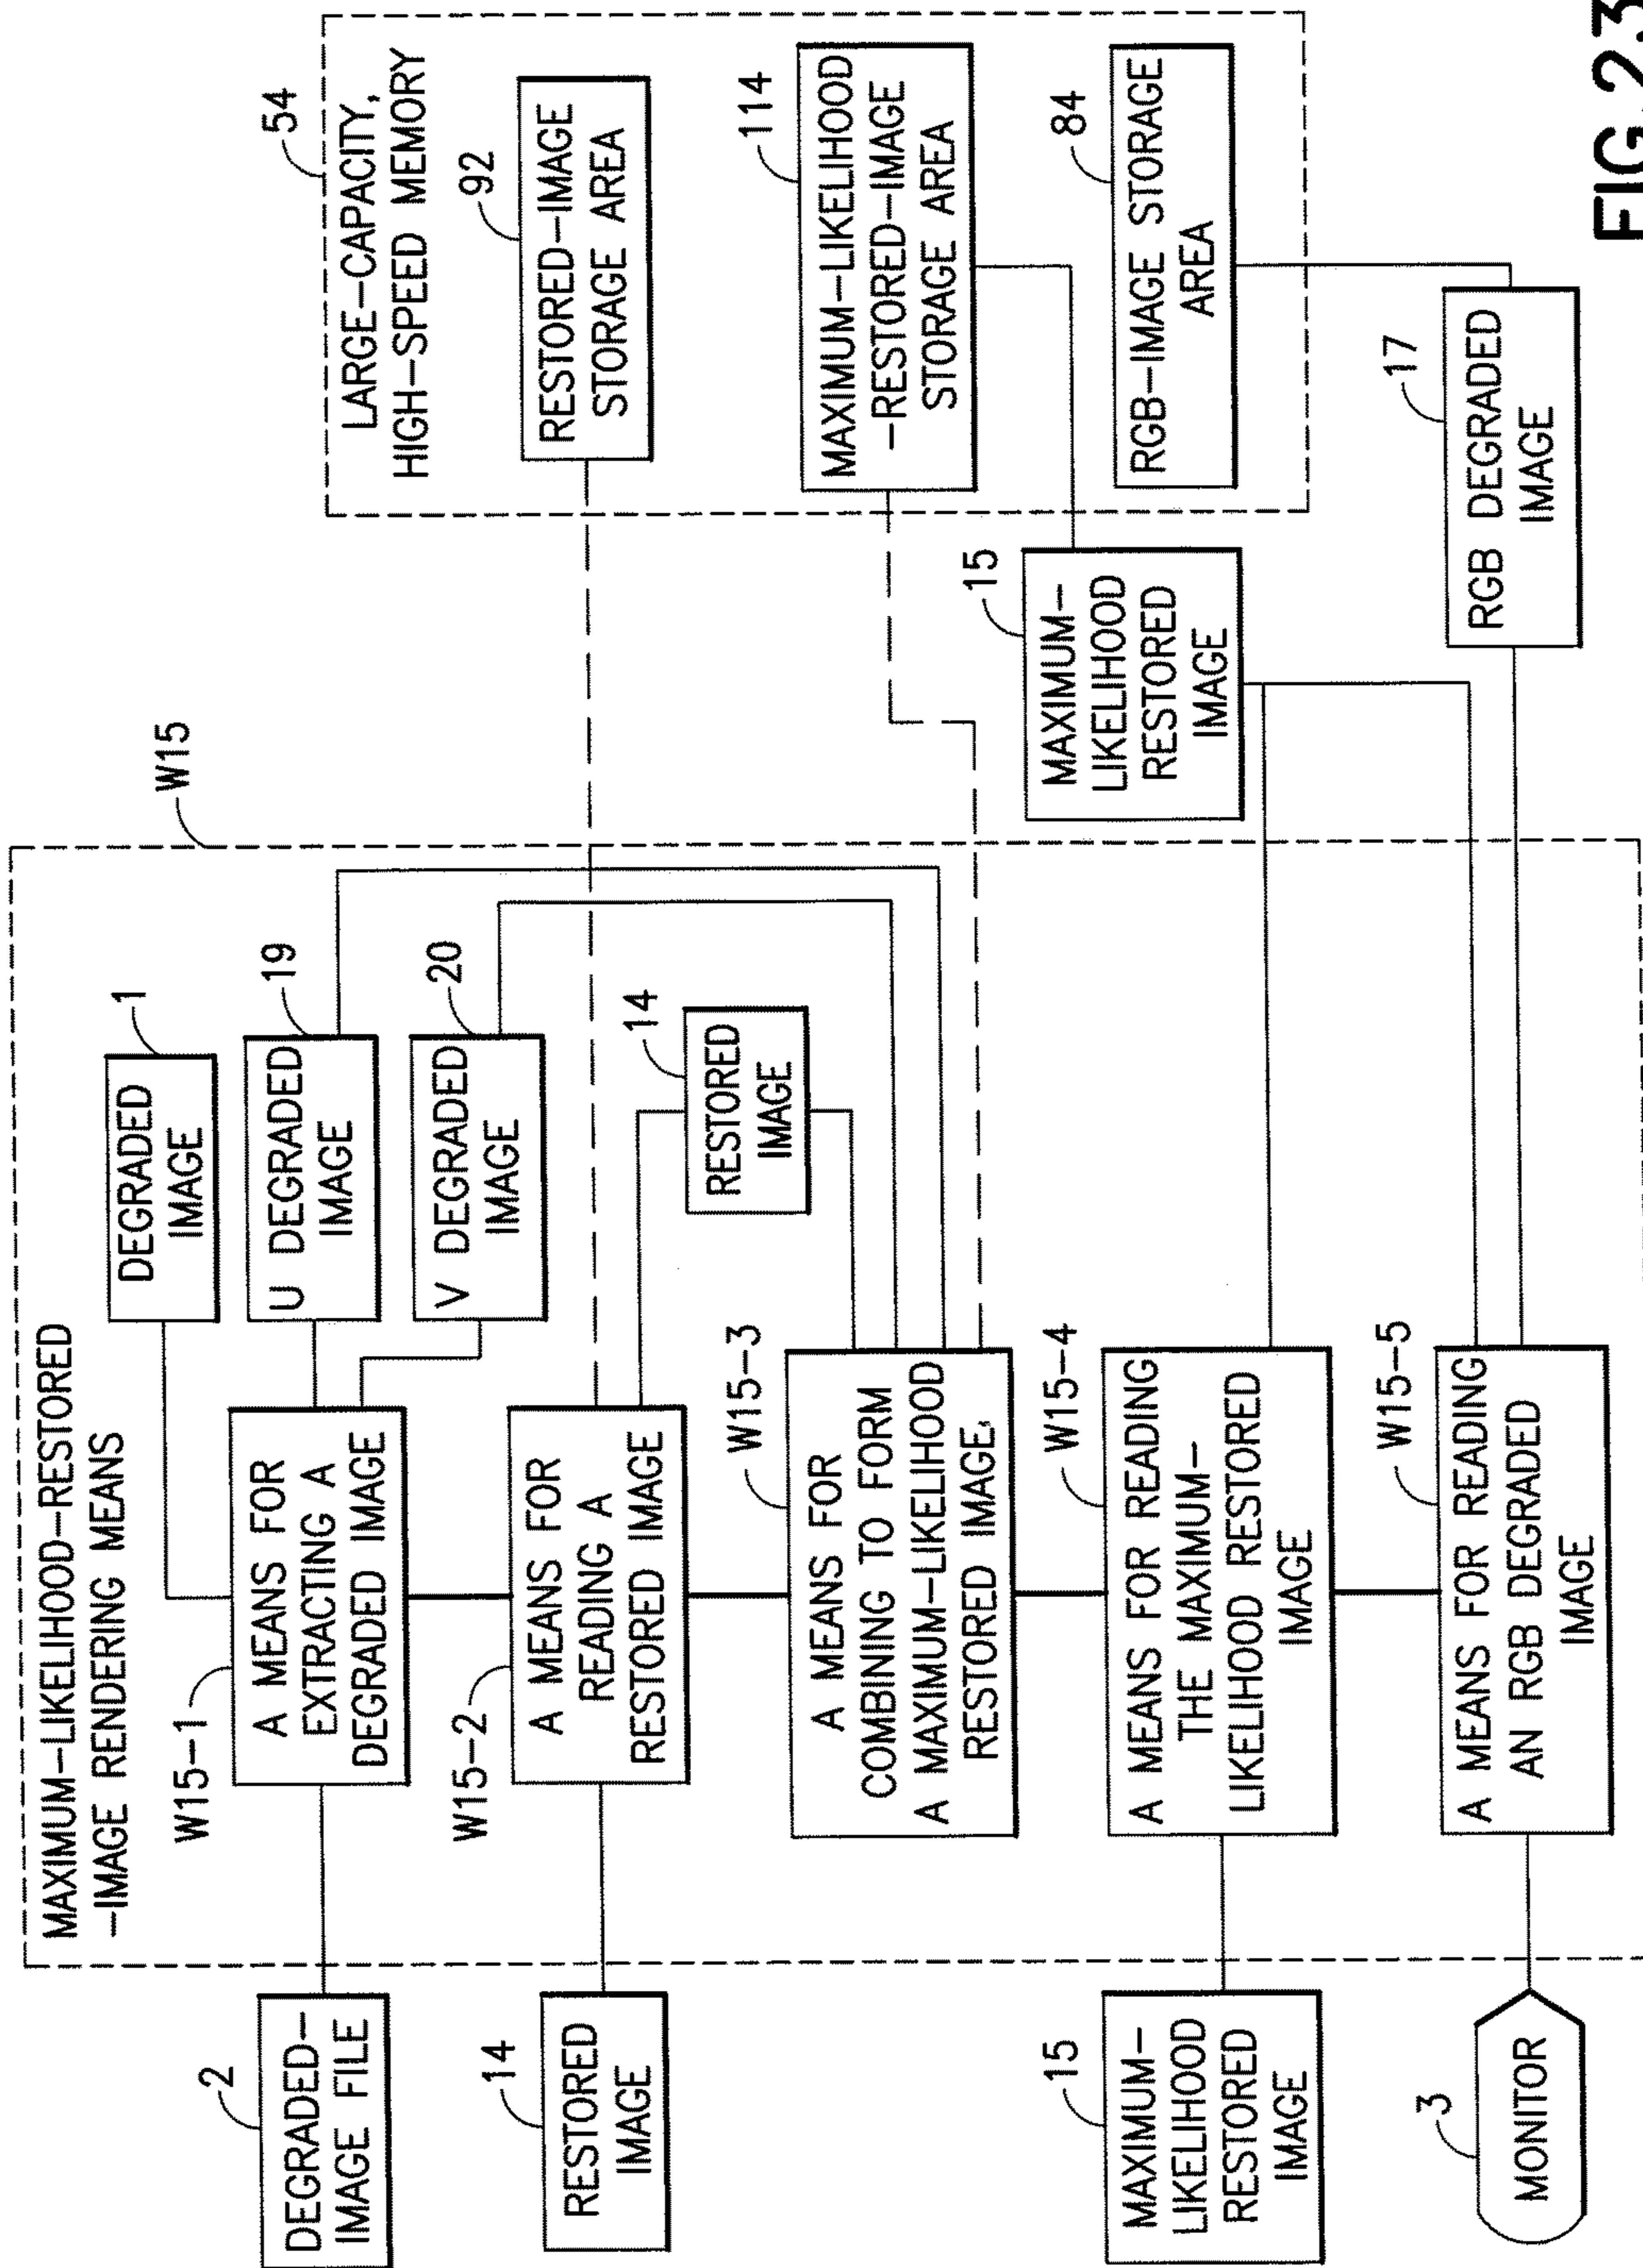 MAXIMUM-LIKELIHOOD-RESTORED
-IMAGE RENDERING MEANS
W15
2
DEGRADED-
IMAGE FILE
W15-1
A MEANS FOR
EXTRACTING A
DEGRADED IMAGE
1
DEGRADED
IMAGE
19
U DEGRADED
IMAGE
20
V DEGRADED
IMAGE
14
RESTORED
IMAGE
W15-2
A MEANS FOR
READING A
RESTORED IMAGE
14
RESTORED
IMAGE
W15-3
A MEANS FOR
COMBINING TO FORM
A MAXIMUM-LIKELIHOOD
RESTORED IMAGE.
15
MAXIMUM-
LIKELIHOOD
RESTORED
IMAGE
W15-4
A MEANS FOR READING
THE MAXIMUM-
LIKELIHOOD RESTORED
IMAGE
15
MAXIMUM-
LIKELIHOOD
RESTORED
IMAGE
3
MONITOR
W15-5
A MEANS FOR READING
AN RGB DEGRADED
IMAGE
17
RGB DEGRADED
IMAGE
54
LARGE-CAPACITY,
HIGH-SPEED MEMORY
92
RESTORED-IMAGE
STORAGE AREA
114
MAXIMUM-LIKELIHOOD
-RESTORED-IMAGE
STORAGE AREA
84
RGB-IMAGE STORAGE
AREA
FIG.23